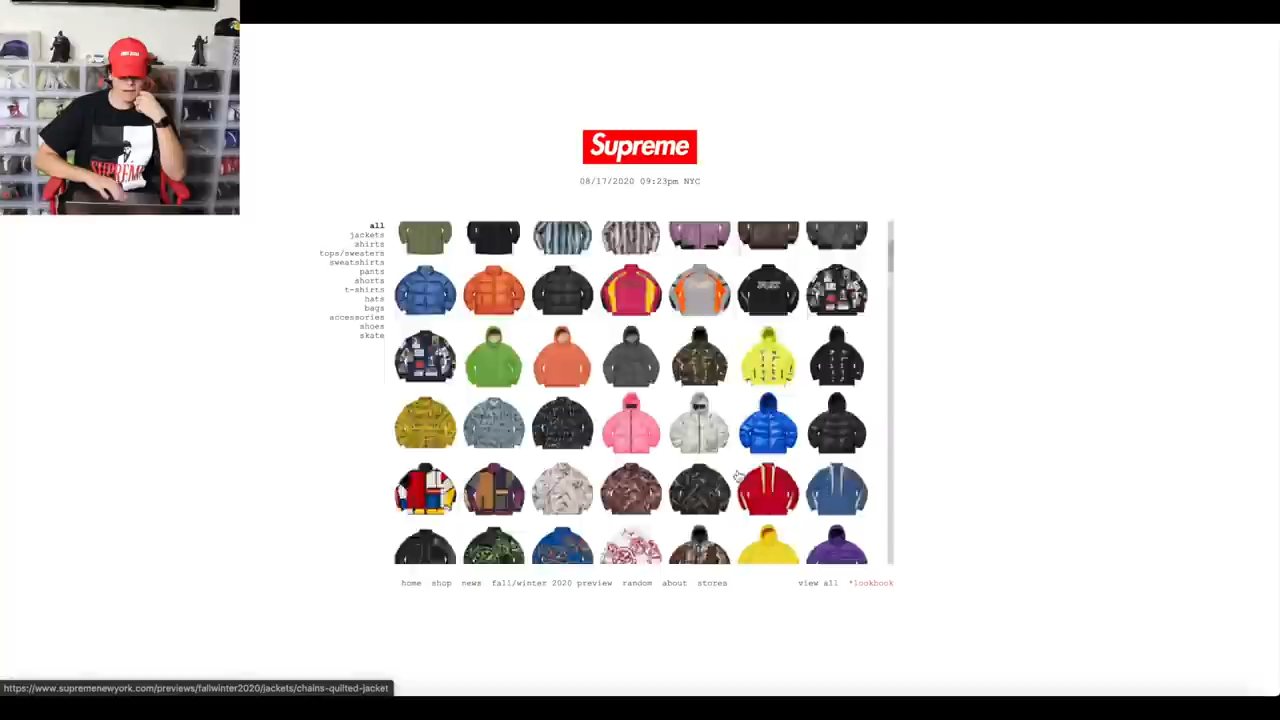 SUPREME
Supreme
08/17/2020 09:23pm NYC
all
jackets
shirts
tops/sweaters
sweatshirts
pants
shorts
t-shirts
hats
bags
accessories
shoes
skate
home shop news fall/winter 2020 preview random about stores view all *lookbook
https://www.supremenewyork.com/previews/fallwinter2020/jackets/chains-quilted-jacket